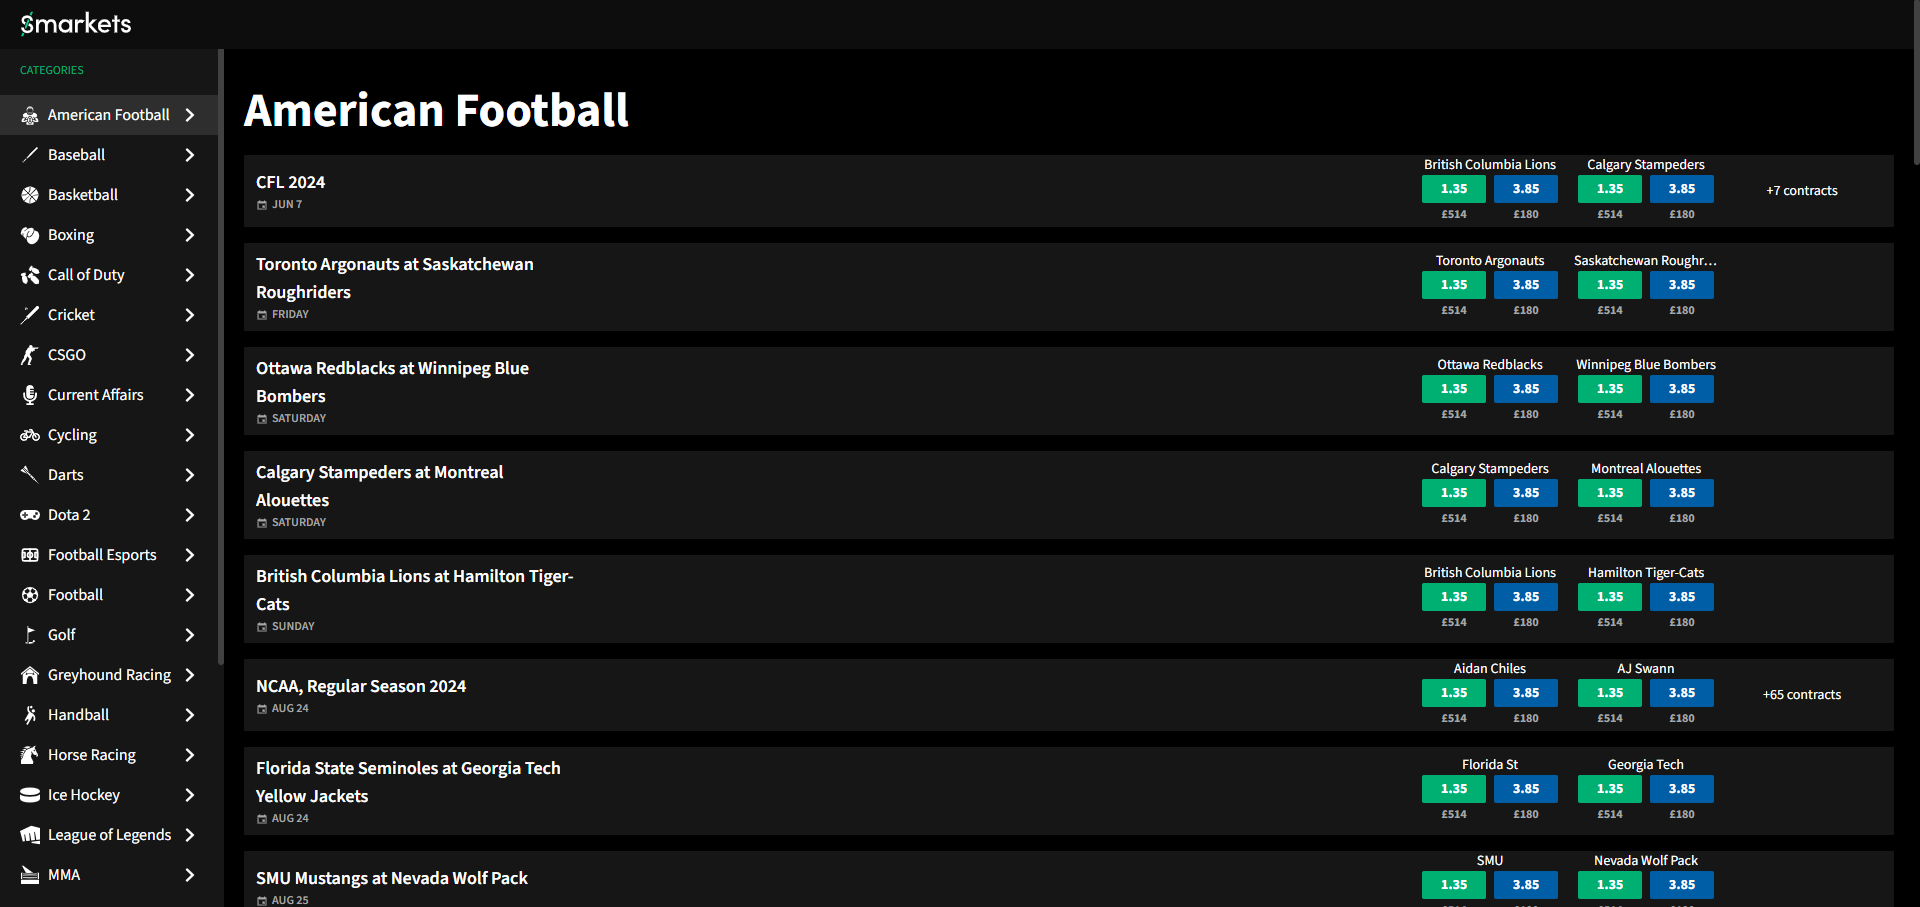 smarkets
CATEGORIES
American Football
Baseball
Basketball
Boxing
Call of Duty
Cricket
CSGO
Current Affairs
Cycling
Darts
Dota 2
Football Esports
Football
Golf
Greyhound Racing
Handball
Horse Racing
Ice Hockey
League of Legends
MMA
American Football
CFL 2024
JUN 7
British Columbia Lions Calgary Stampeders
1.35 3.85 1.35 3.85
£514 £180 £514 £180
+7 contracts
Toronto Argonauts at Saskatchewan
Roughriders
FRIDAY
Toronto Argonauts Saskatchewan Roughr...
1.35 3.85 1.35 3.85
£514 £180 £514 £180
Ottawa Redblacks at Winnipeg Blue
Bombers
SATURDAY
Ottawa Redblacks Winnipeg Blue Bombers
1.35 3.85 1.35 3.85
£514 £180 £514 £180
Calgary Stampeders at Montreal
Alouettes
SATURDAY
Calgary Stampeders Montreal Alouettes
1.35 3.85 1.35 3.85
£514 £180 £514 £180
British Columbia Lions at Hamilton Tiger-
Cats
SUNDAY
British Columbia Lions Hamilton Tiger-Cats
1.35 3.85 1.35 3.85
£514 £180 £514 £180
NCAA, Regular Season 2024
AUG 24
Aidan Chiles AJ Swann
1.35 3.85 1.35 3.85
£514 £180 £514 £180
+65 contracts
Florida State Seminoles at Georgia Tech
Yellow Jackets
AUG 24
Florida St Georgia Tech
1.35 3.85 1.35 3.85
£514 £180 £514 £180
SMU Mustangs at Nevada Wolf Pack
AUG 25
SMU Nevada Wolf Pack
1.35 3.85 1.35 3.85